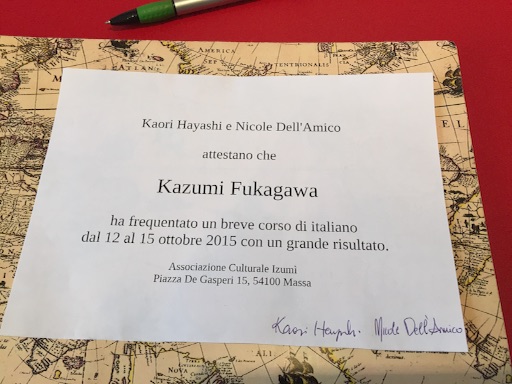 AMERICA
SEPTENTRIONALIS
Kaori Hayashi e Nicole Dell'Amico
attestano che
Kazumi Fukagawa
ha frequentato un breve corso di italiano
dal 12 al 15 ottobre 2015 con un grande risultato.
Associazione Culturale Izumi
Piazza De Gasperi 15, 54100 Massa
Kaori Hayashi. Nicole Dell'Amico